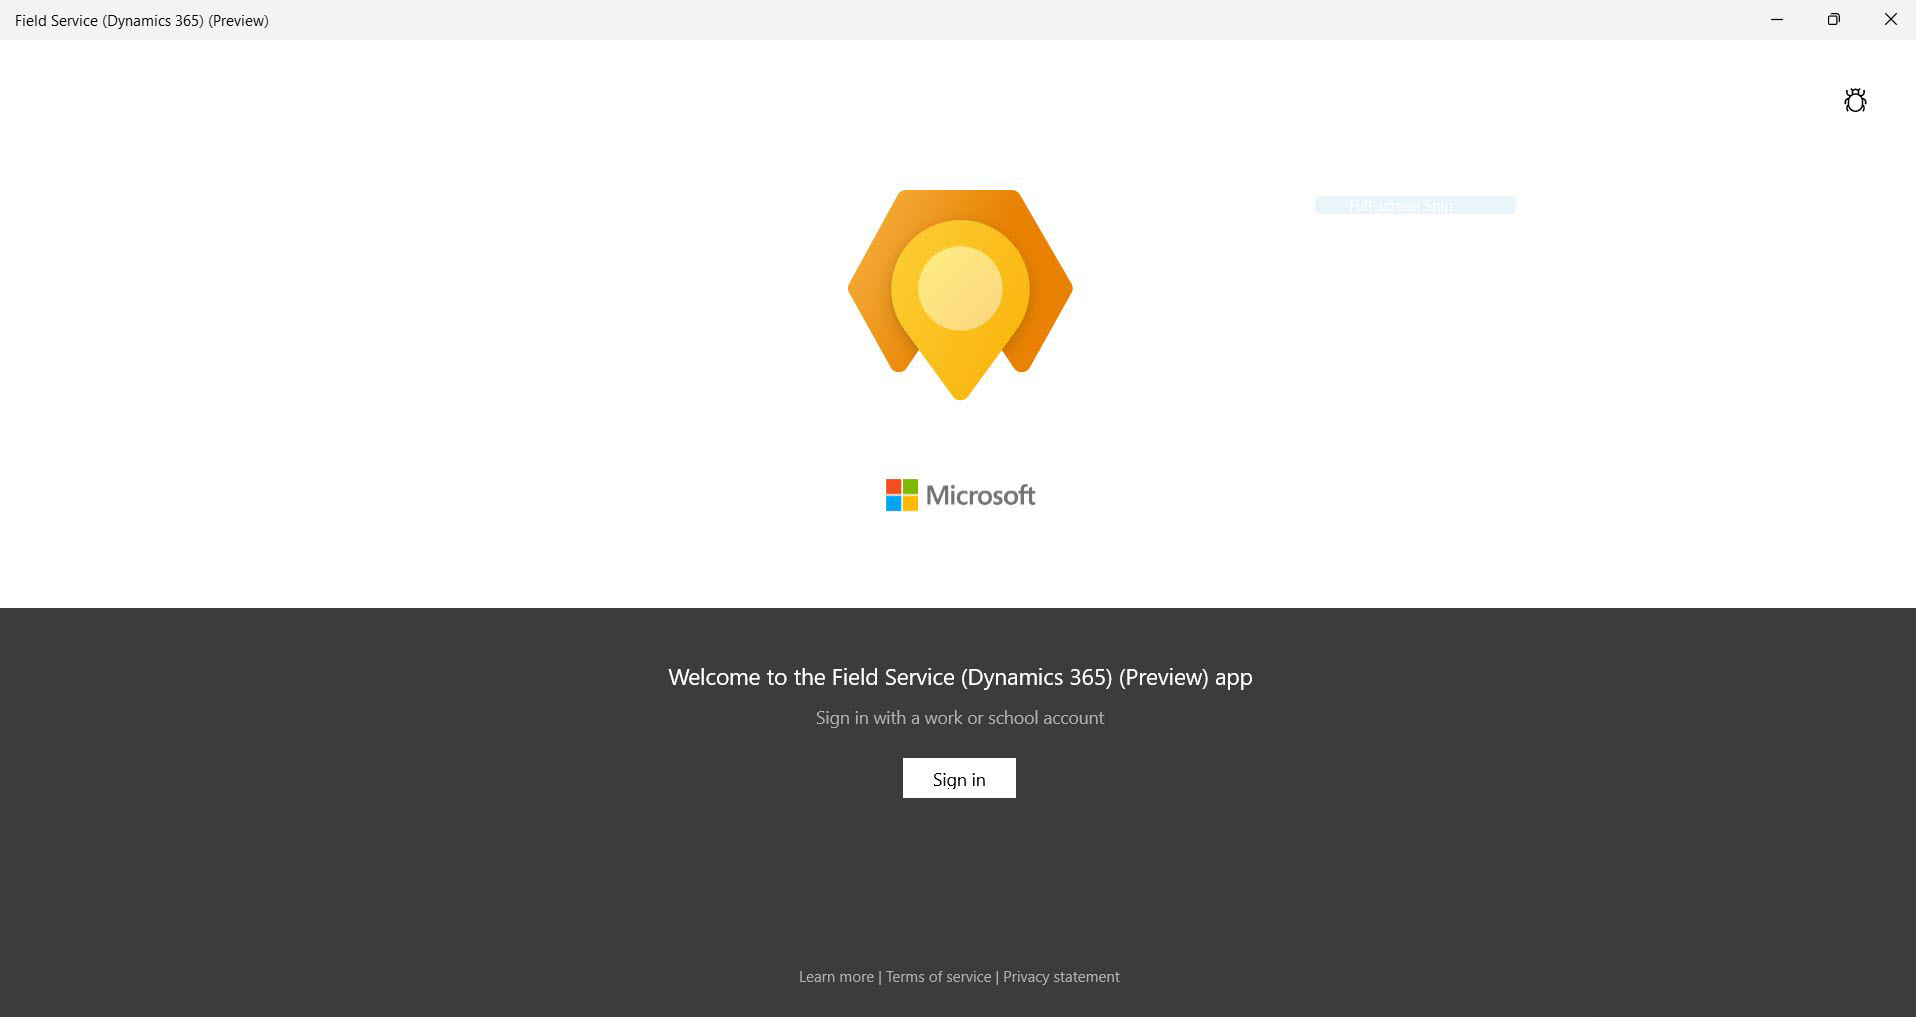 Field Service (Dynamics 365) (Preview)
Full-screen Snip
Microsoft
Welcome to the Field Service (Dynamics 365) (Preview) app
Sign in with a work or school account
Sign in
Learn more | Terms of service | Privacy statement